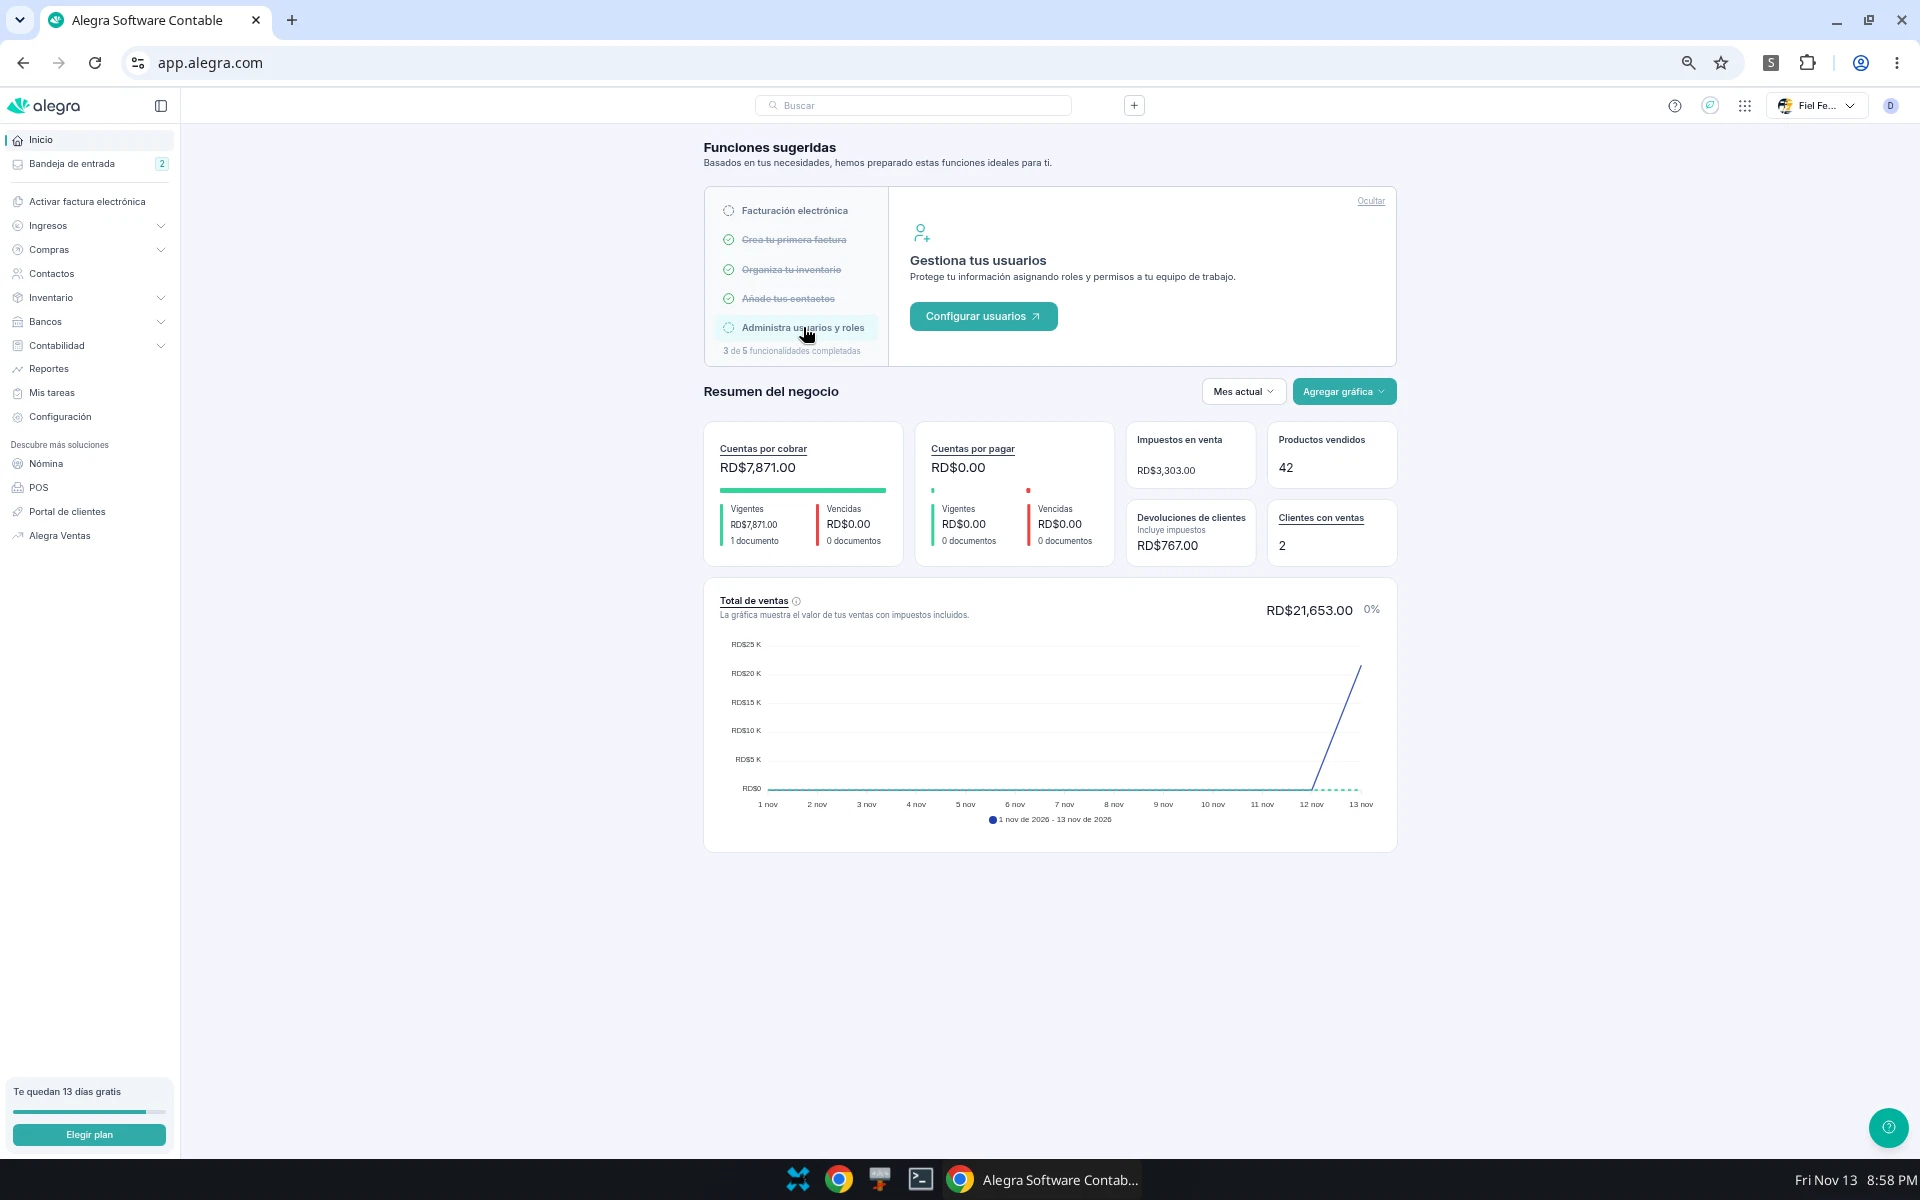 Alegra Software Contable
app.alegra.com
S
alegra
Buscar
Fiel Fe...
D
Inicio
Bandeja de entrada
2
Activar factura electrónica
Ingresos
Compras
Contactos
Inventario
Bancos
Contabilidad
Reportes
Mis tareas
Configuración
Descubre más soluciones
Nómina
POS
Portal de clientes
Alegra Ventas
Te quedan 13 días gratis
Elegir plan
Funciones sugeridas
Basados en tus necesidades, hemos preparado estas funciones ideales para ti.
Facturación electrónica
Crea tu primera factura
Organiza tu inventario
Añade tus contactos
Administra usuarios y roles
3 de 5 funcionalidades completadas
Ocultar
Gestiona tus usuarios
Protege tu información asignando roles y permisos a tu equipo de trabajo.
Configurar usuarios
Resumen del negocio
Mes actual
Agregar gráfica
Cuentas por cobrar
RD$7,871.00
Vigentes
RD$7,871.00
1 documento
Vencidas
RD$0.00
0 documentos
Cuentas por pagar
RD$0.00
Vigentes
RD$0.00
0 documentos
Vencidas
RD$0.00
0 documentos
Impuestos en venta
RD$3,303.00
Productos vendidos
42
Devoluciones de clientes
Incluye impuestos
RD$767.00
Clientes con ventas
2
Total de ventas
La gráfica muestra el valor de tus ventas con impuestos incluidos.
RD$21,653.00 0%
RD$25 K
RD$20 K
RD$15 K
RD$10 K
RD$5 K
RD$0
1 nov 2 nov 3 nov 4 nov 5 nov 6 nov 7 nov 8 nov 9 nov 10 nov 11 nov 12 nov 13 nov
1 nov de 2026 - 13 nov de 2026
Alegra Software Contab...
Fri Nov 13 8:58 PM